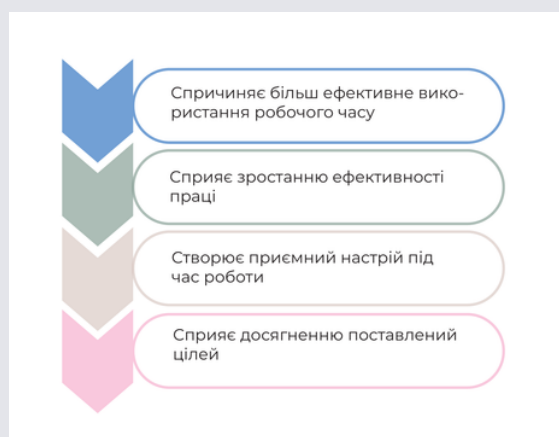 Спричиняє більш ефективне вико-
ристання робочого часу
Сприяє зростанню ефективності
праці
Створює приємний настрій під
час роботи
Сприяє досягненню поставлений
цілей